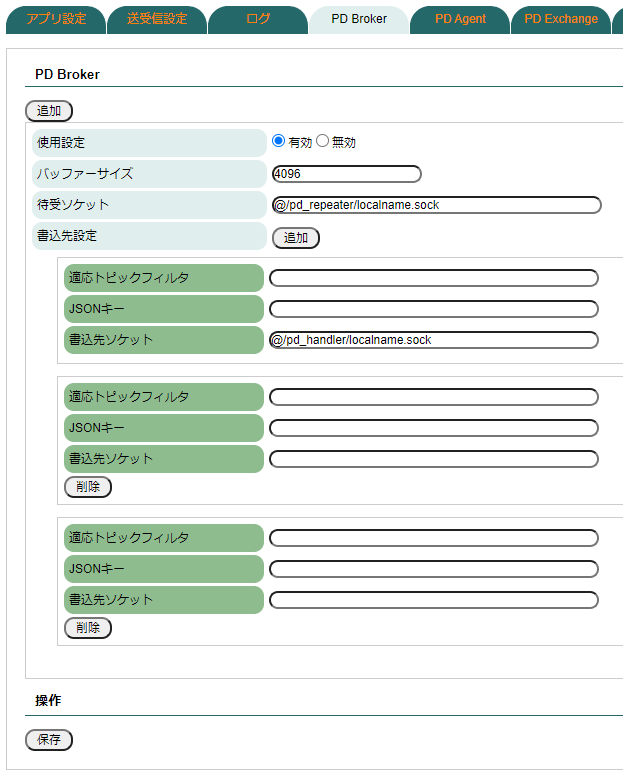 アプリ設定 送受信設定 ログ PD Broker PD Agent PD Exchange
PD Broker
追加
使用設定 有効 無効
バッファーサイズ 4096
待受ソケット @/pd_repeater/localname.sock
書込先設定 追加
適応トピックフィルタ
JSONキー
書込先ソケット @/pd_handler/localname.sock
適応トピックフィルタ
JSONキー
書込先ソケット
削除
適応トピックフィルタ
JSONキー
書込先ソケット
削除
操作
保存